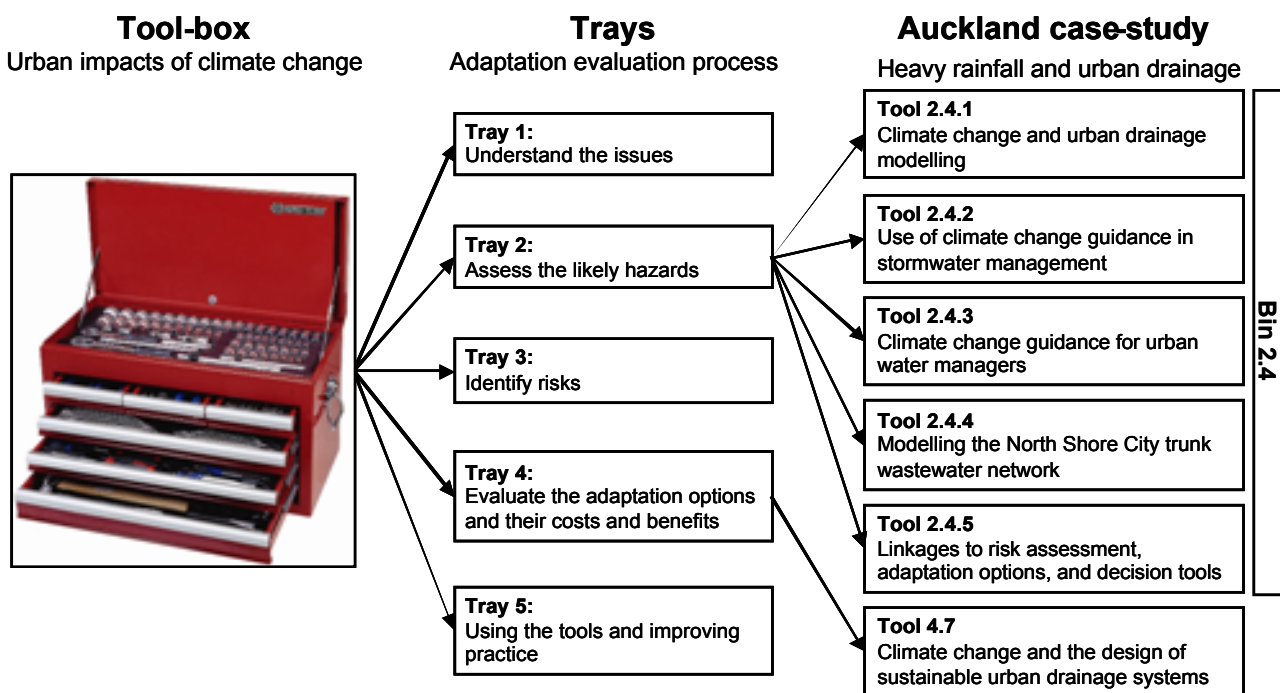 Tool-box
Urban impacts of climate change
Trays
Adaptation evaluation process
Auckland case-study
Heavy rainfall and urban drainage
Tray 1:
Understand the issues
Tray 2:
Assess the likely hazards
Tray 3:
Identify risks
Tray 4:
Evaluate the adaptation options
and their costs and benefits
Tray 5:
Using the tools and improving
practice
Tool 2.4.1
Climate change and urban drainage
modelling
Tool 2.4.2
Use of climate change guidance in
stormwater management
Tool 2.4.3
Climate change guidance for urban
water managers
Tool 2.4.4
Modelling the North Shore City trunk
wastewater network
Tool 2.4.5
Linkages to risk assessment,
adaptation options, and decision tools
Tool 4.7
Climate change and the design of
sustainable urban drainage systems
Bin 2.4